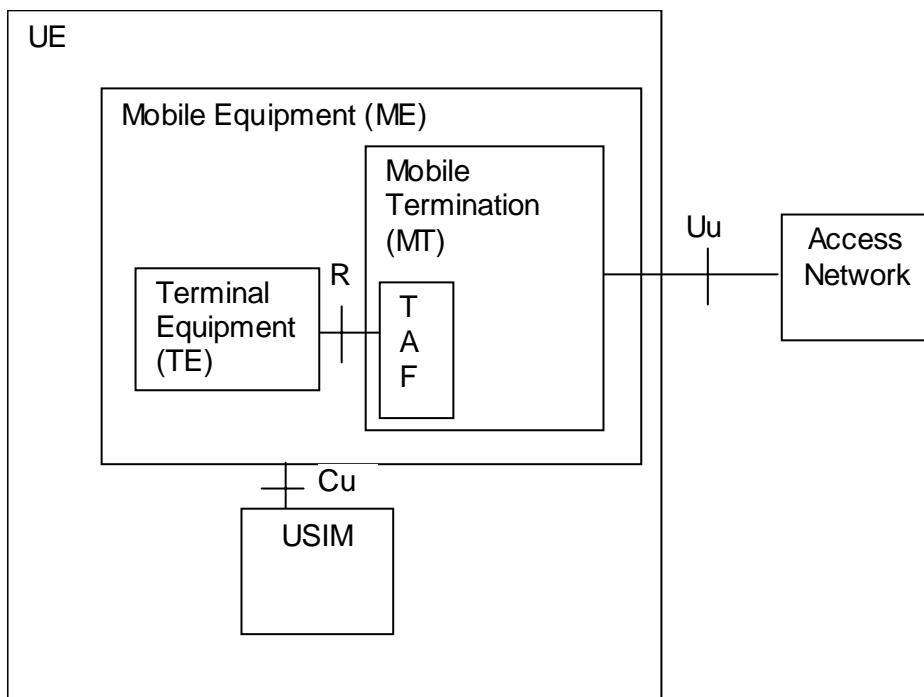 UE
Mobile Equipment (ME)
Mobile
Termination
(MT)
Uu
Access
Network
R
Terminal
Equipment
(TE)
T
A
F
Cu
USIM